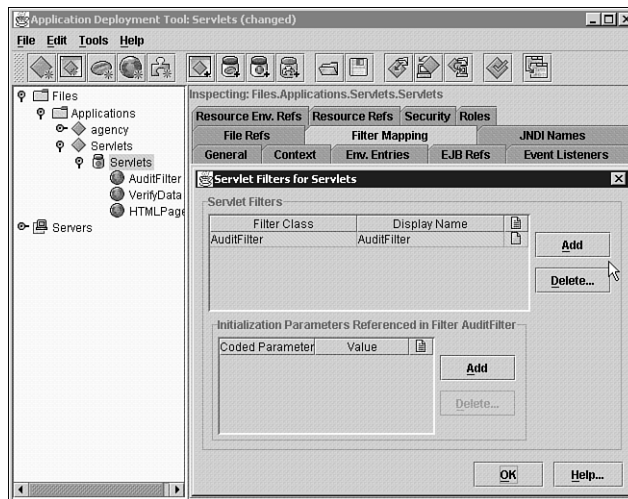 Application Deployment Tool: Servlets (changed)
File Edit Tools Help
Files
Applications
agency
Servlets
Servlets
AuditFilter
VerifyData
HTMLPage
Servers
Inspecting: Files.Applications.Servlets.Servlets
Resource Env. Refs Resource Refs Security Roles
File Refs Filter Mapping JNDI Names
General Context Env. Entries EJB Refs Event Listeners
Servlet Filters for Servlets
Servlet Filters
Filter Class Display Name
AuditFilter AuditFilter
Add
Delete...
Initialization Parameters Referenced in Filter AuditFilter
Coded Parameter Value
Add
Delete...
OK Help...